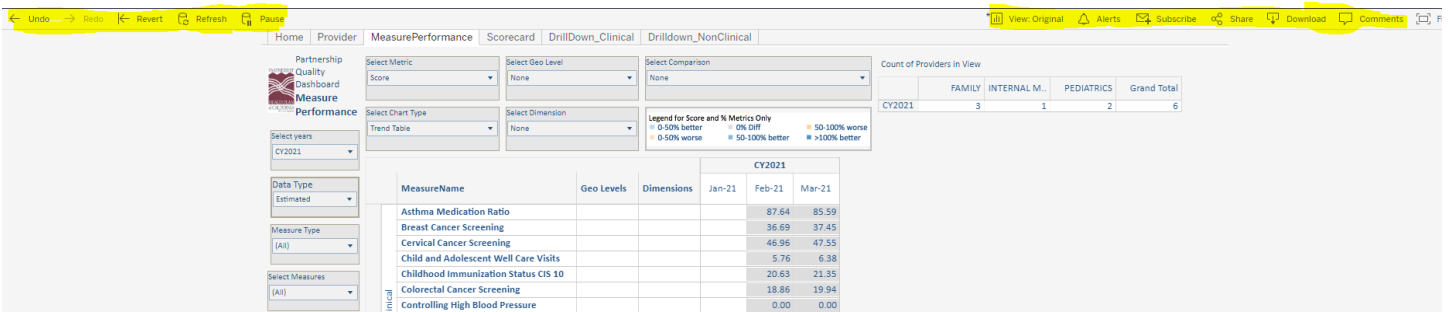 Undo Redo Revert Refresh Pause View: Original Alerts Subscribe Share Download Comments
Home Provider MeasurePerformance Scorecard DrillDown_Clinical Drilldown_NonClinical
Partnership
Quality
Dashboard
Measure
Performance
Select years
CY2021
Data Type
Estimated
Measure Type
(All)
Select Measures
(All)
Select Metric
Score
Select Geo Level
None
Select Comparison
None
Select Chart Type
Trend Table
Select Dimension
None
Legend for Score and % Metrics Only
0-50% better 0% Diff 50-100% worse
0-50% worse 50-100% better >100% better
Count of Providers in View
FAMILY INTERNAL M.. PEDIATRICS Grand Total
CY2021 3 1 2 6
CY2021
MeasureName Geo Levels Dimensions Jan-21 Feb-21 Mar-21
Asthma Medication Ratio 87.64 85.59
Breast Cancer Screening 36.69 37.45
Cervical Cancer Screening 46.96 47.55
Child and Adolescent Well Care Visits 5.76 6.38
Childhood Immunization Status CIS 10 20.63 21.35
Colorectal Cancer Screening 18.86 19.94
Controlling High Blood Pressure 0.00 0.00